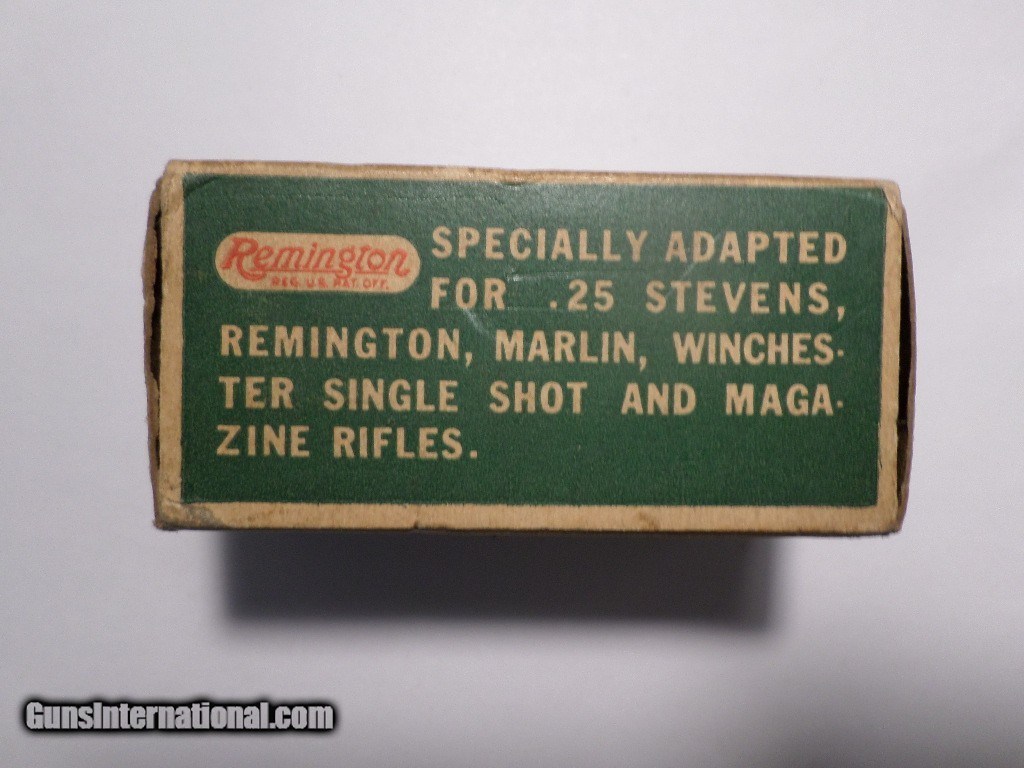 Remington
REG. U.S. PAT. OFF.
SPECIALLY ADAPTED
FOR .25 STEVENS,
REMINGTON, MARLIN, WINCHES-
TER SINGLE SHOT AND MAGA-
ZINE RIFLES.
GunsInternational.com